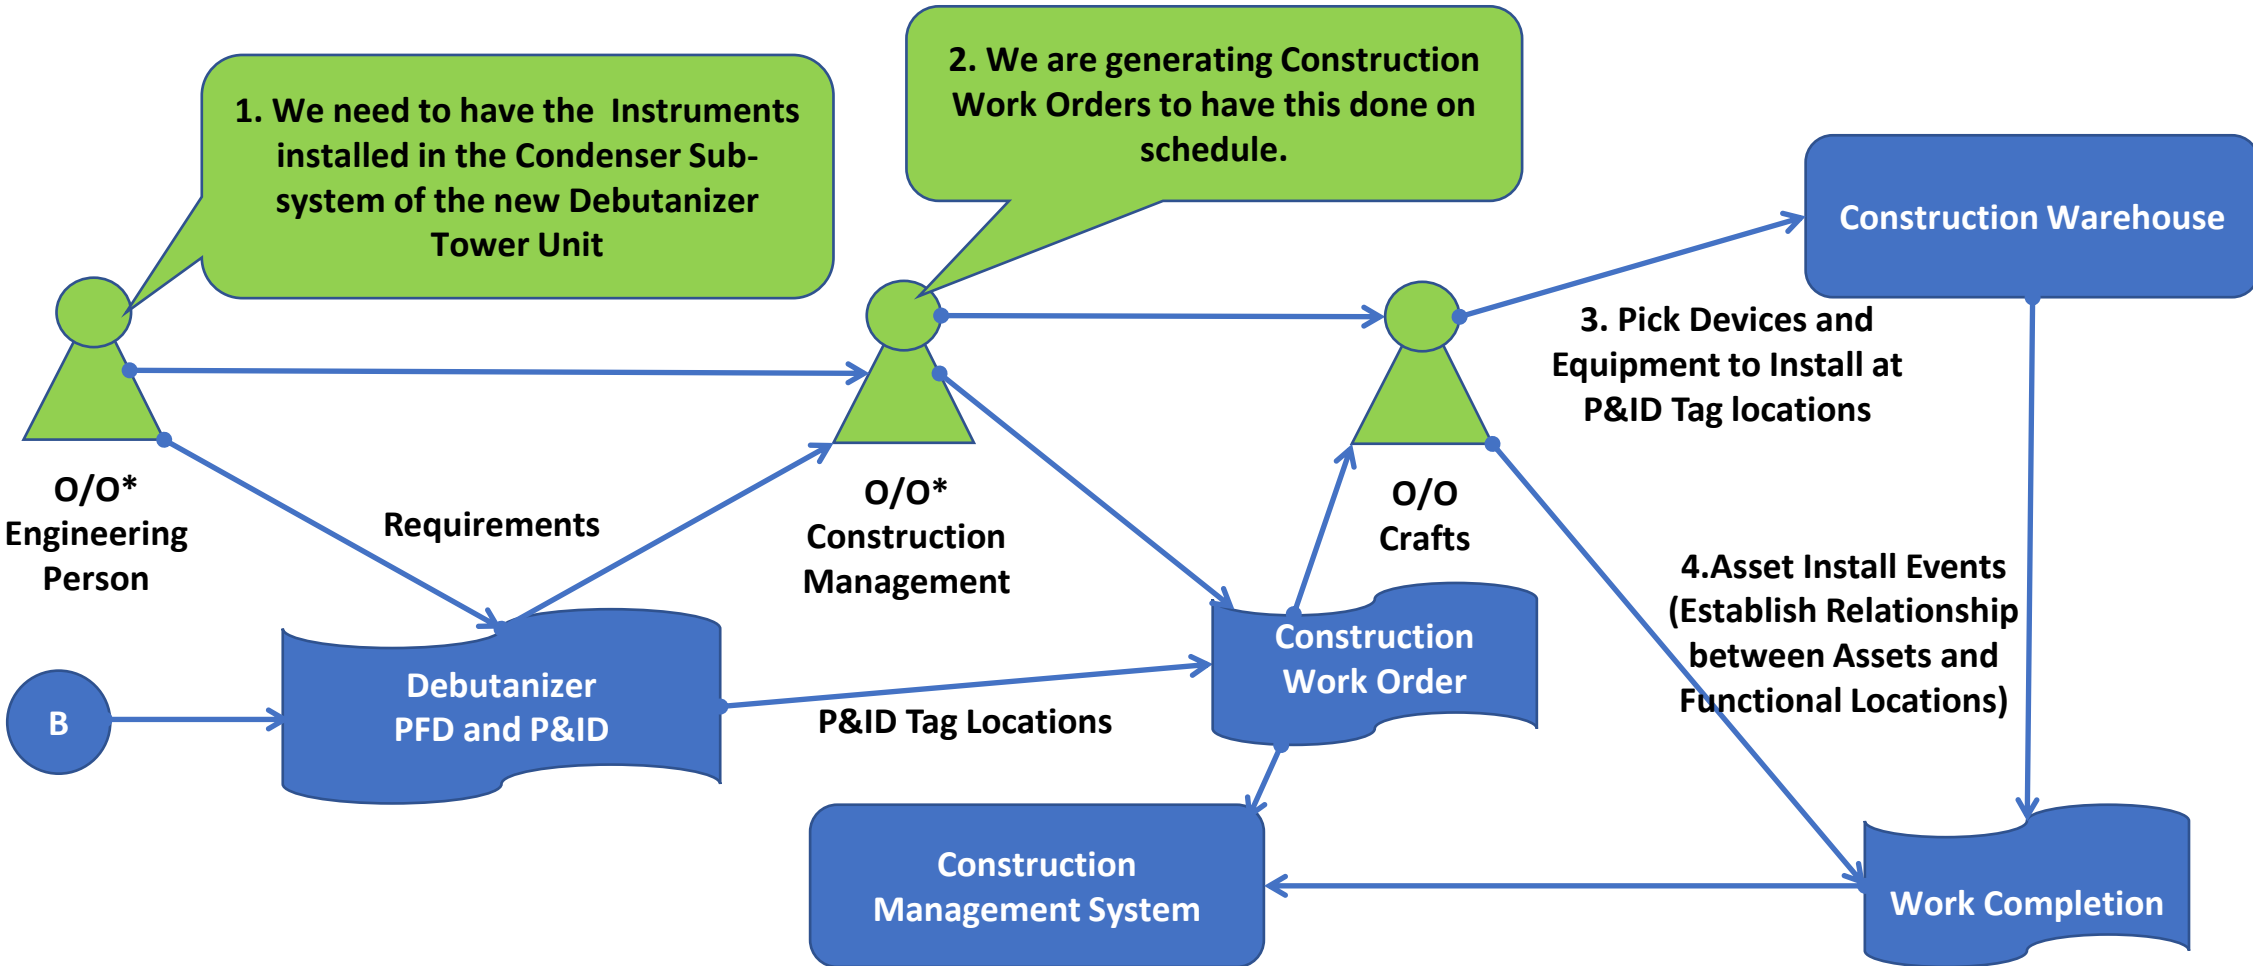 1. We need to have the  Instruments
installed in the Condenser Sub-
system of the new Debutanizer
Tower Unit
2. We are generating Construction
Work Orders to have this done on
schedule.
Construction Warehouse
3. Pick Devices and
Equipment to Install at
P&ID Tag locations
O/O*
Engineering
Person
Requirements
O/O*
Construction
Management
O/O
Crafts
4.Asset Install Events
(Establish Relationship
between Assets and
Functional Locations)
B
Debutanizer
PFD and P&ID
P&ID Tag Locations
Construction
Work Order
Construction
Management System
Work Completion